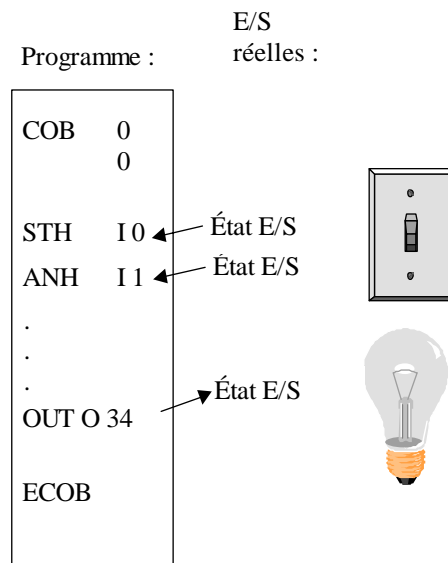 Programme :
E/S
réelles :
COB 0
0
STH I 0
État E/S
ANH I 1
État E/S
.
.
.
OUT O 34
État E/S
ECOB